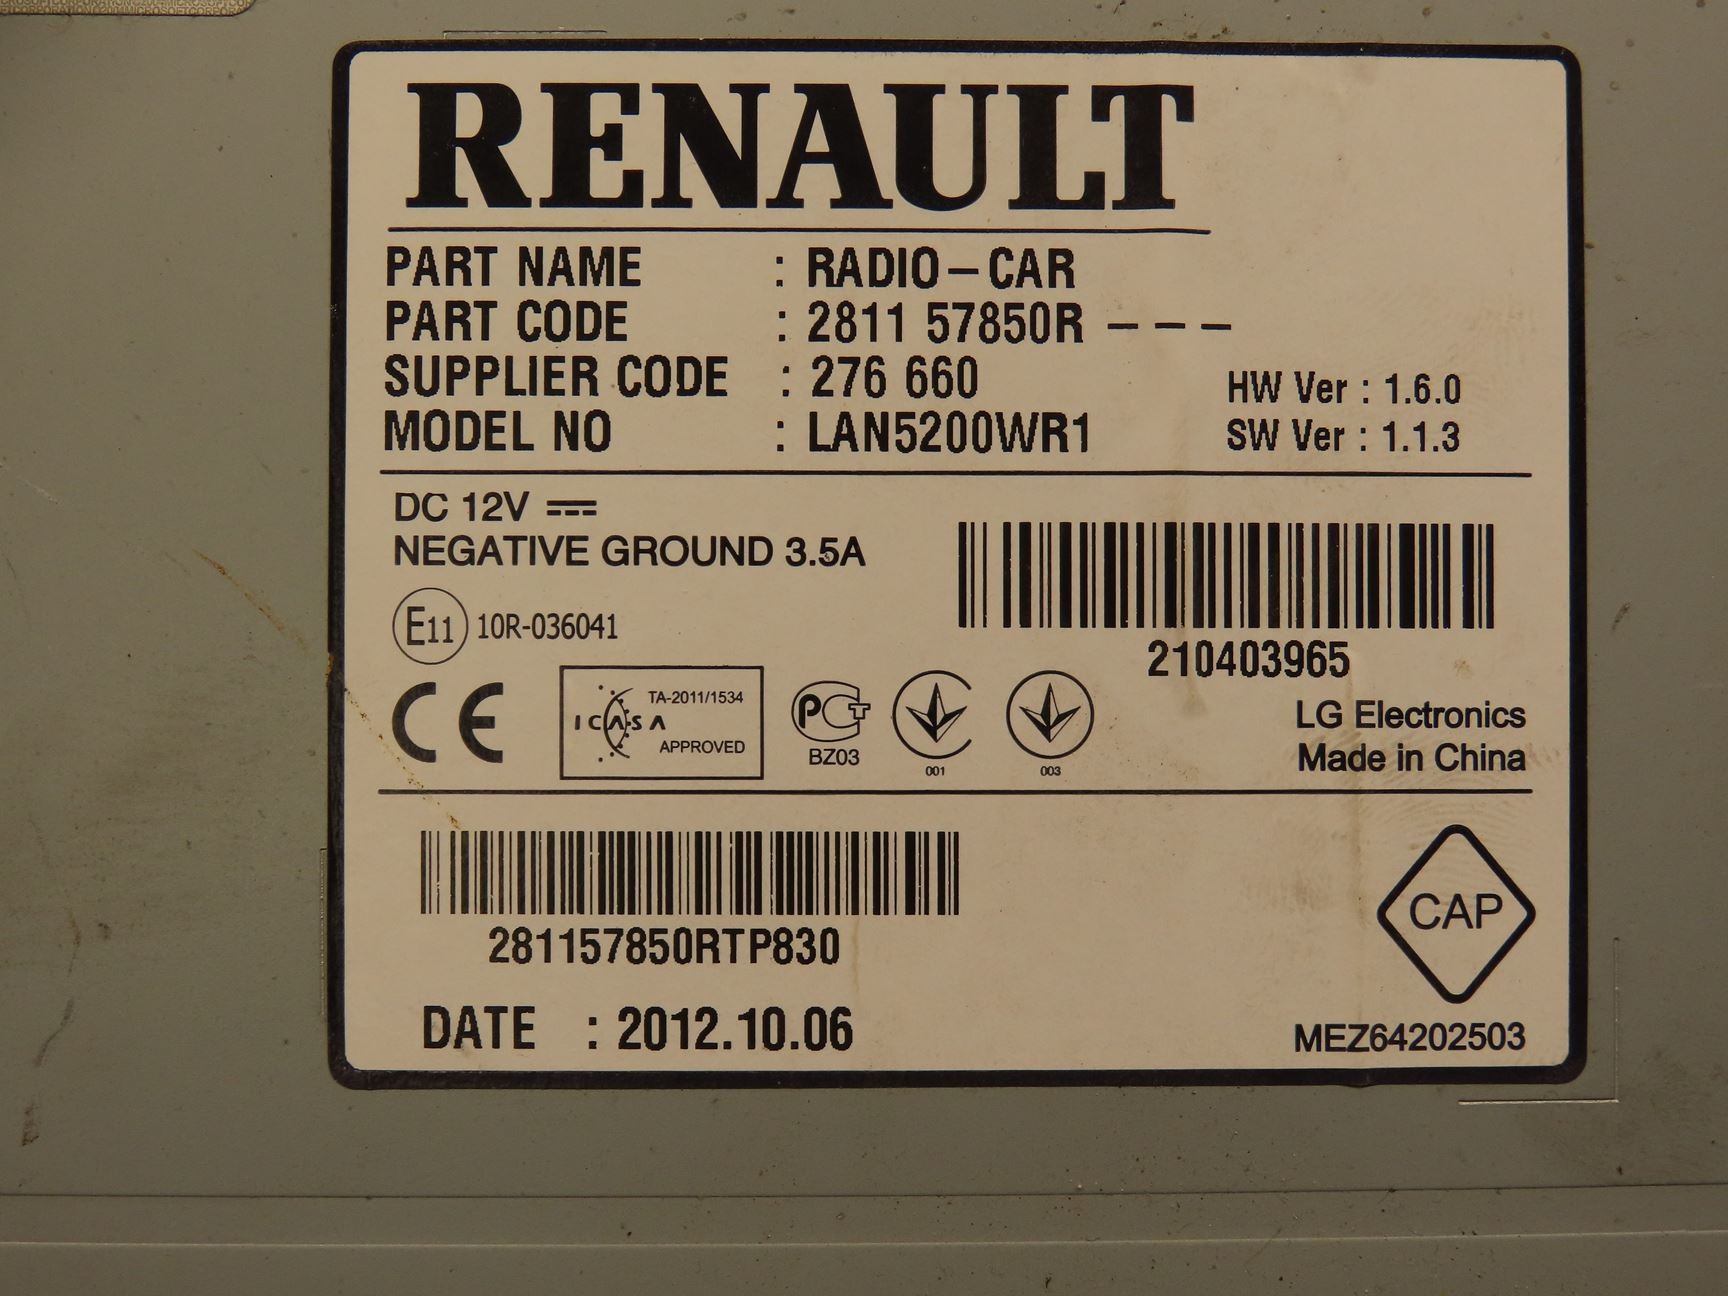 RENAULT
PART NAME : RADIO-CAR
PART CODE : 2811 57850R ---
SUPPLIER CODE : 276 660
MODEL NO : LAN5200WR1
HW Ver : 1.6.0
SW Ver : 1.1.3
DC 12V
NEGATIVE GROUND 3.5A
E11 10R-036041
210403965
CE
TA-2011/1534
ICASA
APPROVED
PCT
BZ03
001
003
LG Electronics
Made in China
281157850RTP830
CAP
DATE : 2012.10.06
MEZ64202503